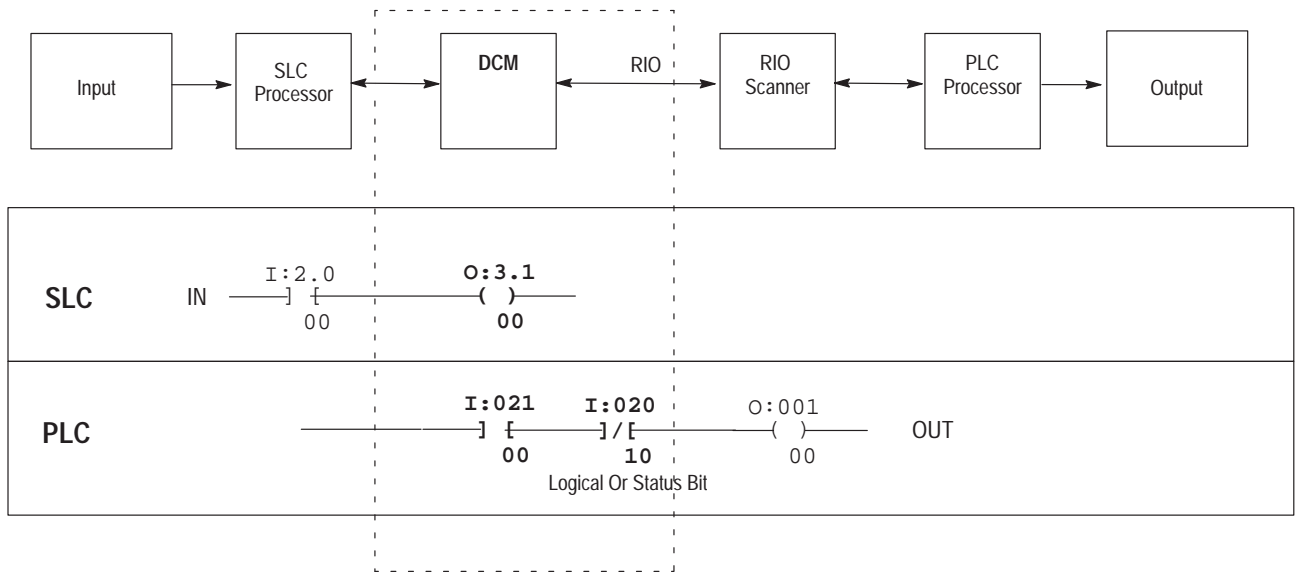 Input
SLC
Processor
DCM
RIO
RIO
Scanner
PLC
Processor
Output
SLC
IN
I:2.0
] [
00
O:3.1
( )
00
PLC
I:021
] [
00
I:020
]/[
10
Logical Or Status Bit
O:001
( )
00
OUT